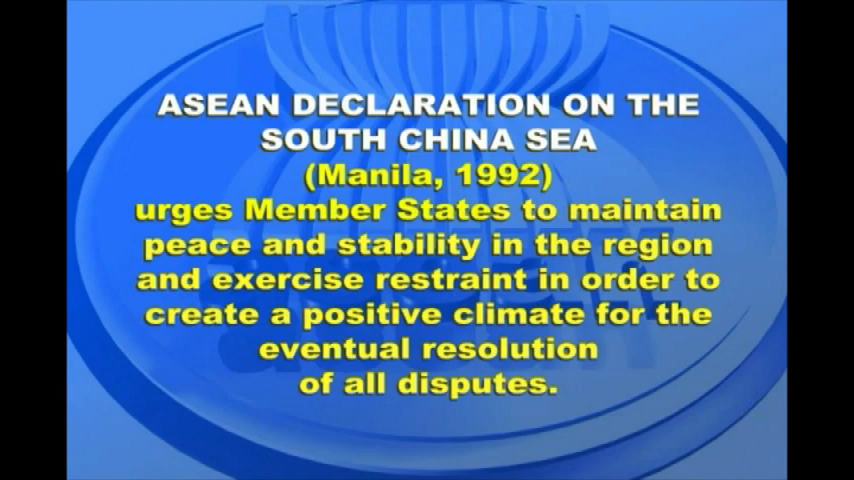 ASEAN DECLARATION ON THE
SOUTH CHINA SEA
(Manila, 1992)
urges Member States to maintain
peace and stability in the region
and exercise restraint in order to
create a positive climate for the
eventual resolution
of all disputes.